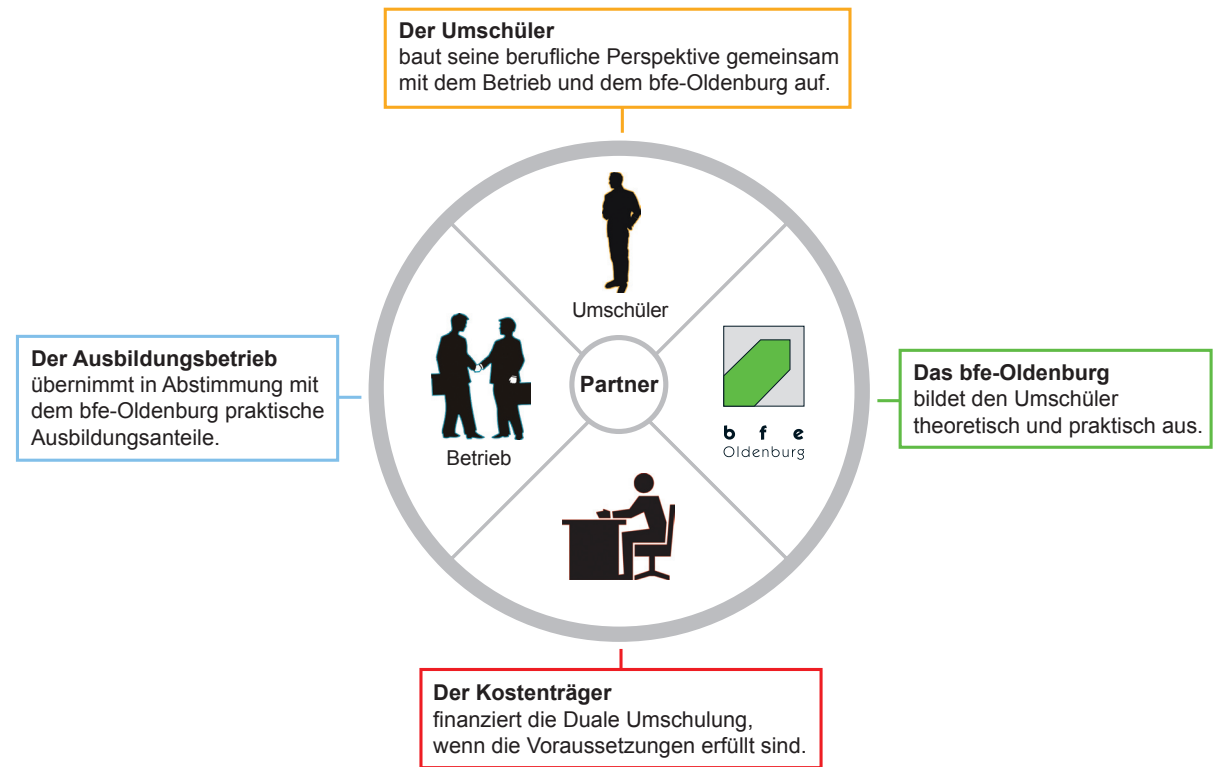 Der Umschüler
baut seine berufliche Perspektive gemeinsam
mit dem Betrieb und dem bfe-Oldenburg auf.
Umschüler
Der Ausbildungsbetrieb
übernimmt in Abstimmung mit
dem bfe-Oldenburg praktische
Ausbildungsanteile.
Betrieb
Partner
bfe
Oldenburg
Das bfe-Oldenburg
bildet den Umschüler
theoretisch und praktisch aus.
Der Kostenträger
finanziert die Duale Umschulung,
wenn die Voraussetzungen erfüllt sind.